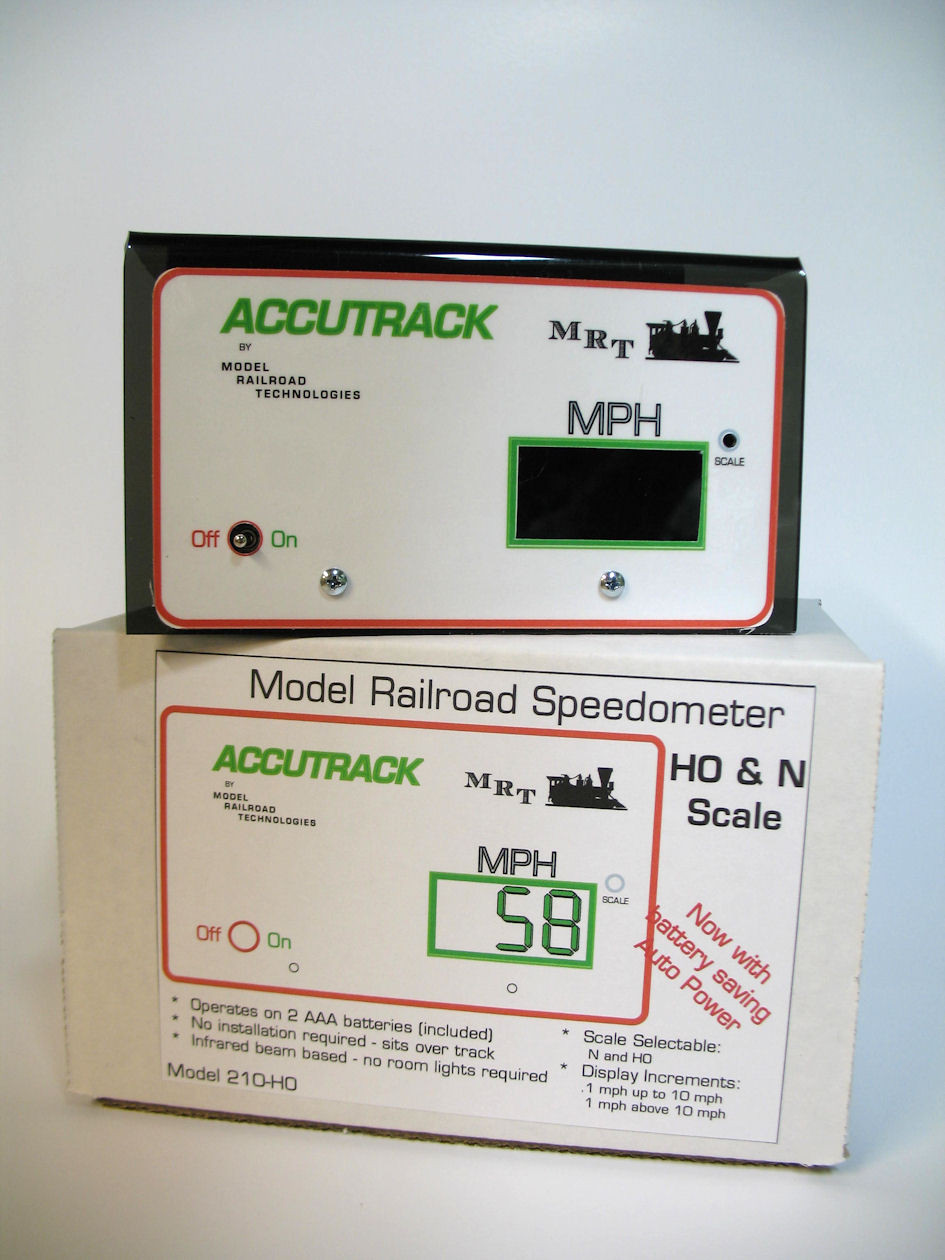 ACCUTRACK
BY
MODEL
RAILROAD
TECHNOLOGIES
MRT
MPH
SCALE
Off On
Model Railroad Speedometer
ACCUTRACK
BY
MODEL
RAILROAD
TECHNOLOGIES
MRT
HO & N
Scale
MPH
58
SCALE
Off On
Now with
battery saving
Auto Power
* Operates on 2 AAA batteries (included)
* No installation required - sits over track
* Infrared beam based - no room lights required
Model 210-HO
* Scale Selectable:
N and HO
* Display Increments:
.1 mph up to 10 mph
1 mph above 10 mph